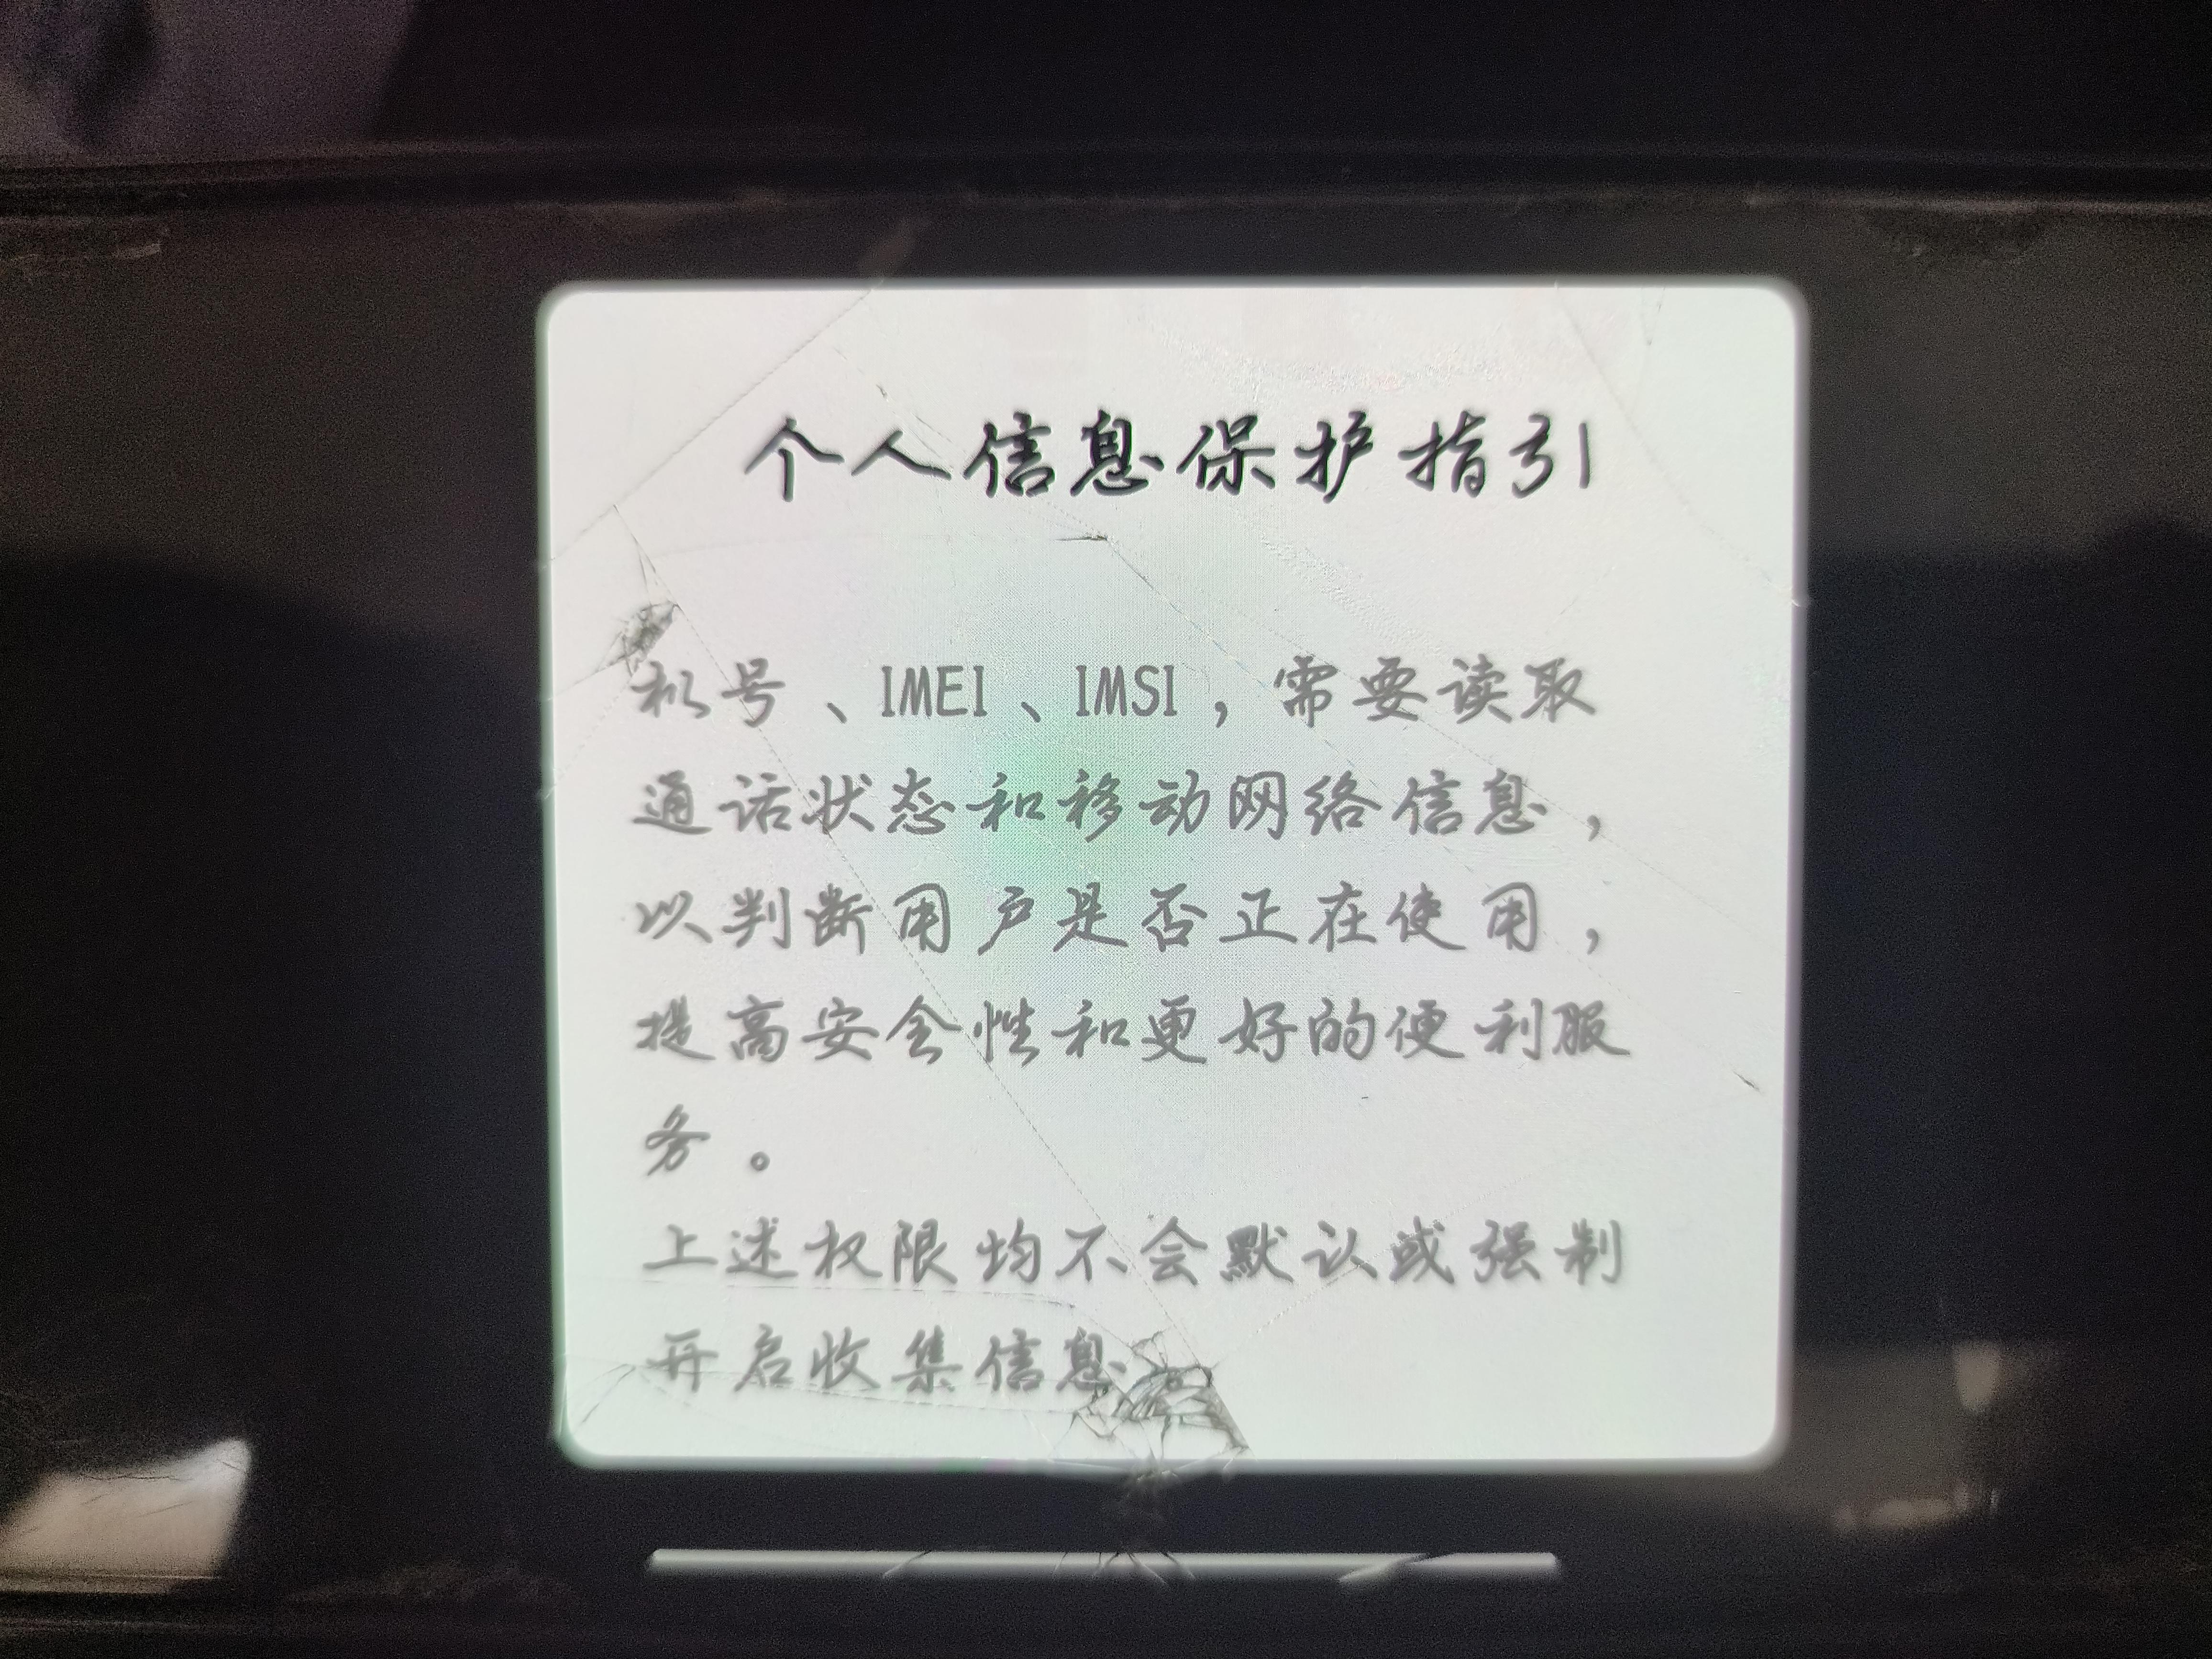 个人信息保护指引
机号、IMEI、IMSI，需要读取
通话状态和移动网络信息，
以判断用户是否正在使用，
提高安全性和更好的便利服
务。
上述权限均不会默认或强制
开启收集信息